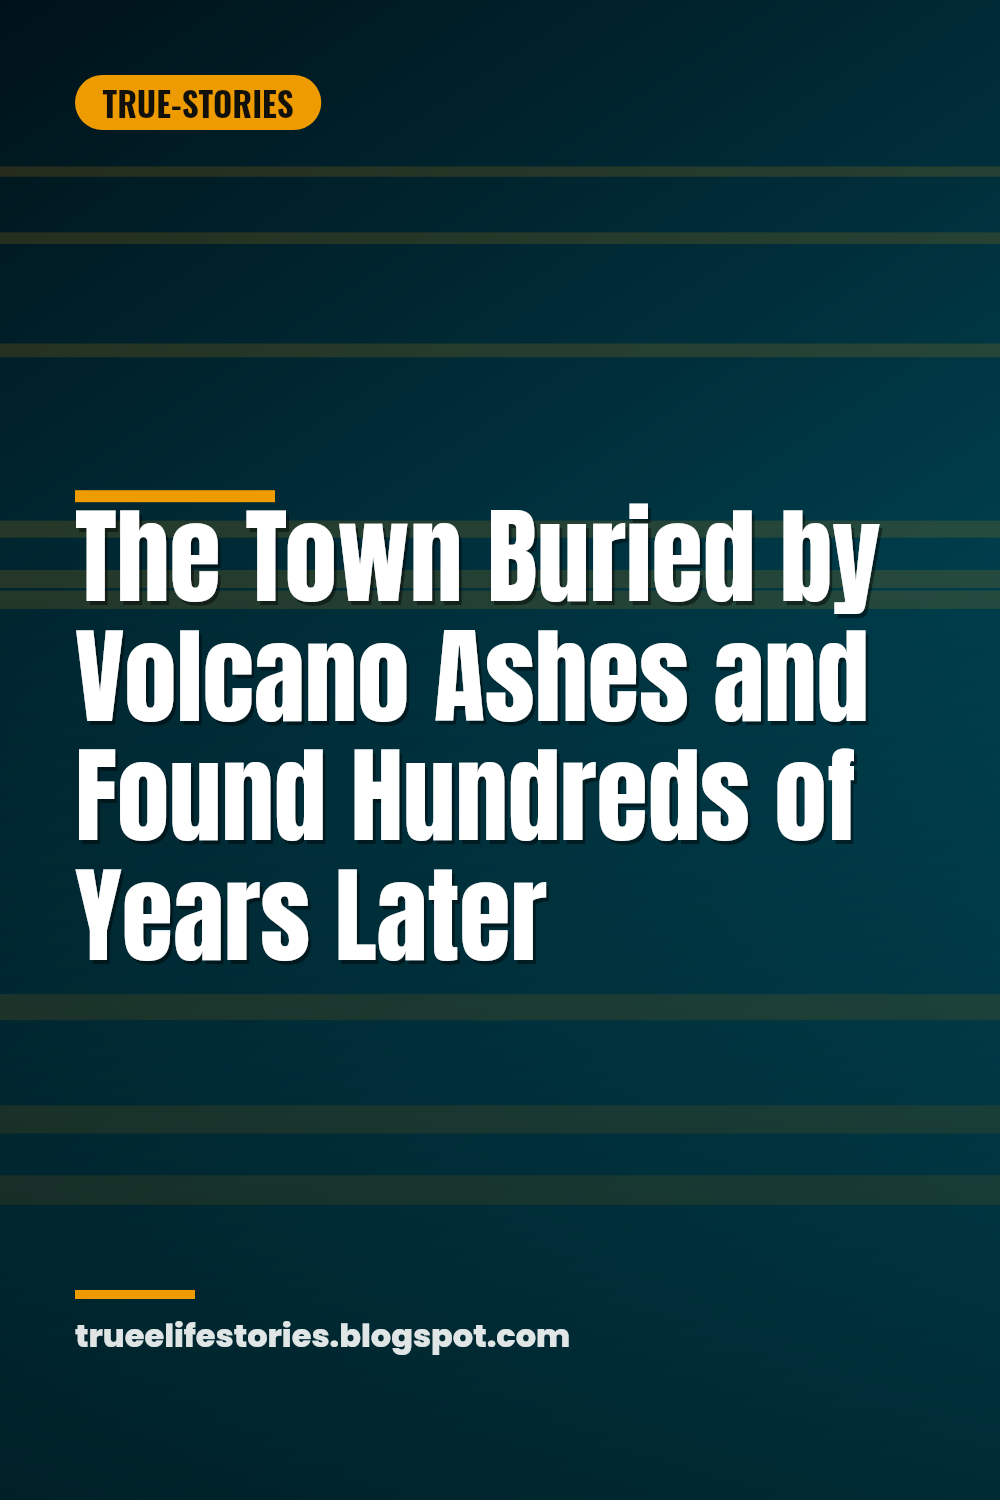 TRUE-STORIES
The Town Buried by
Volcano Ashes and
Found Hundreds of
Years Later
trueelifestories.blogspot.com